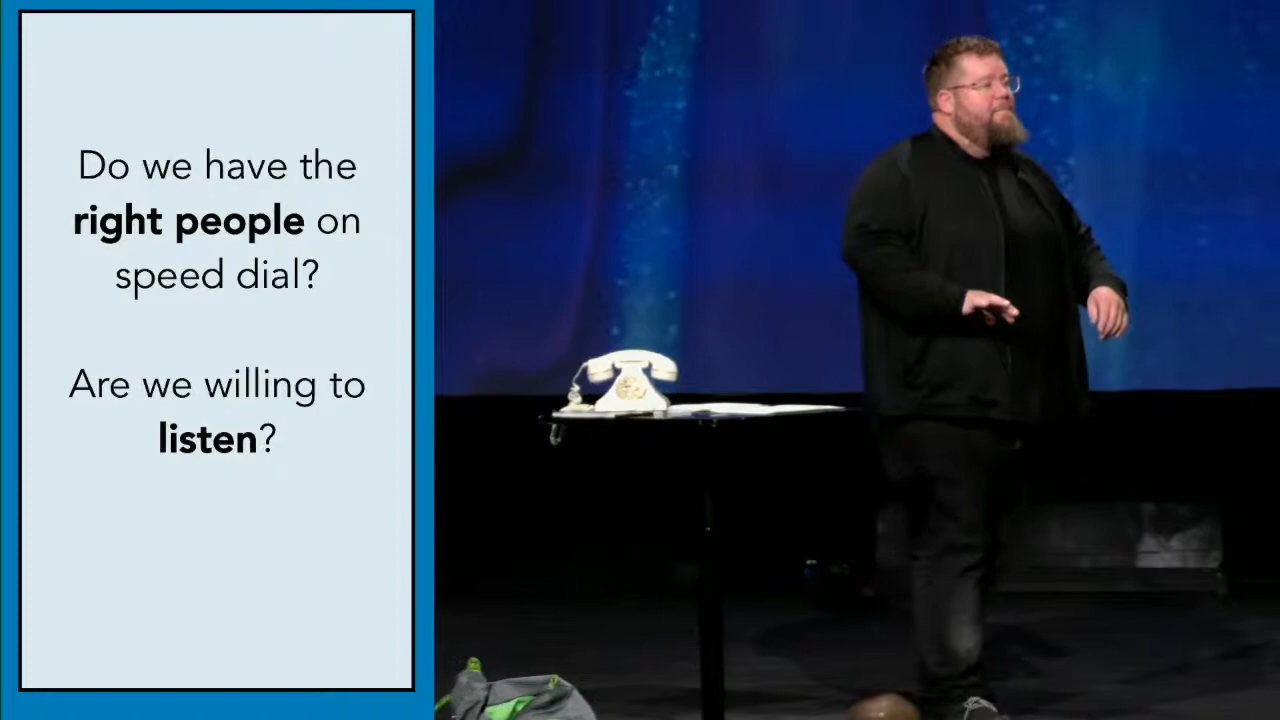 Do we have the
right people on
speed dial?
Are we willing to
listen?